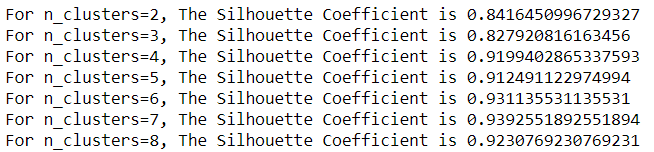 For n_clusters=2, The Silhouette Coefficient is 0.8416450996729327
For n_clusters=3, The Silhouette Coefficient is 0.827920816163456
For n_clusters=4, The Silhouette Coefficient is 0.9199402865337593
For n_clusters=5, The Silhouette Coefficient is 0.912491122974994
For n_clusters=6, The Silhouette Coefficient is 0.931135531135531
For n_clusters=7, The Silhouette Coefficient is 0.9392551892551894
For n_clusters=8, The Silhouette Coefficient is 0.9230769230769231